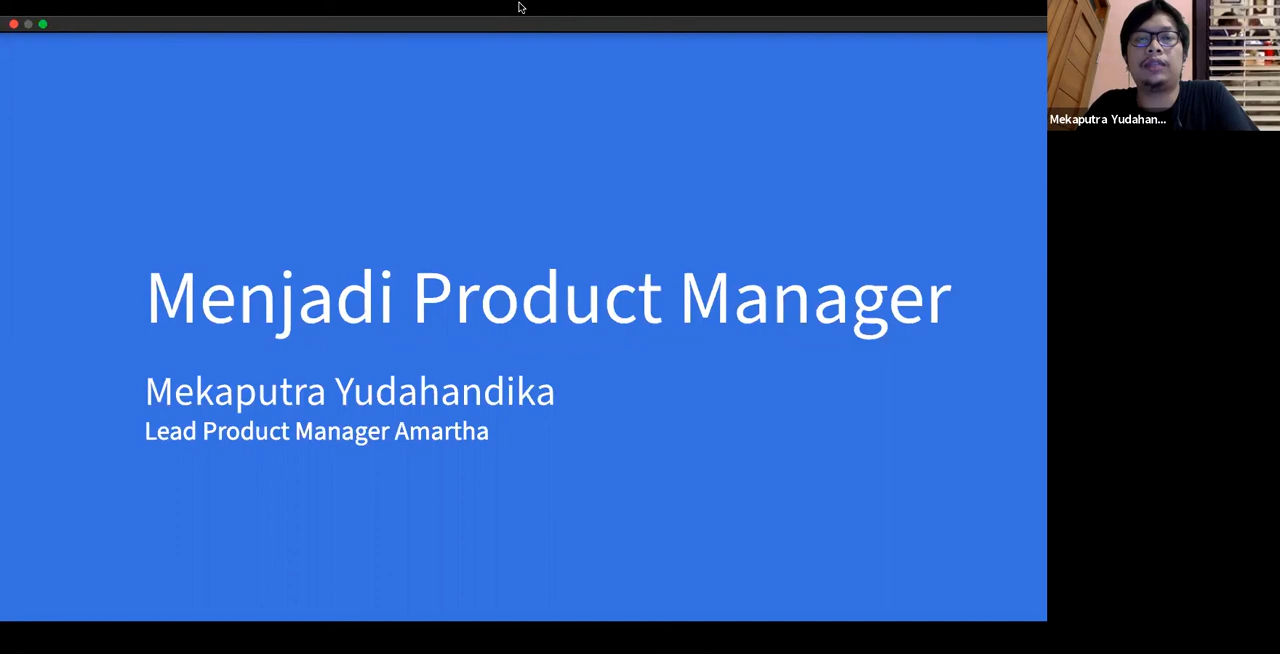 Menjadi Product Manager
Mekaputra Yudahandika
Lead Product Manager Amartha
Mekaputra Yudahan...